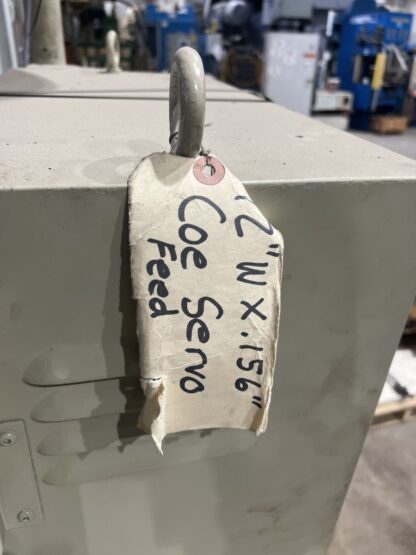 12" W X .156"
Coe Servo
Feed